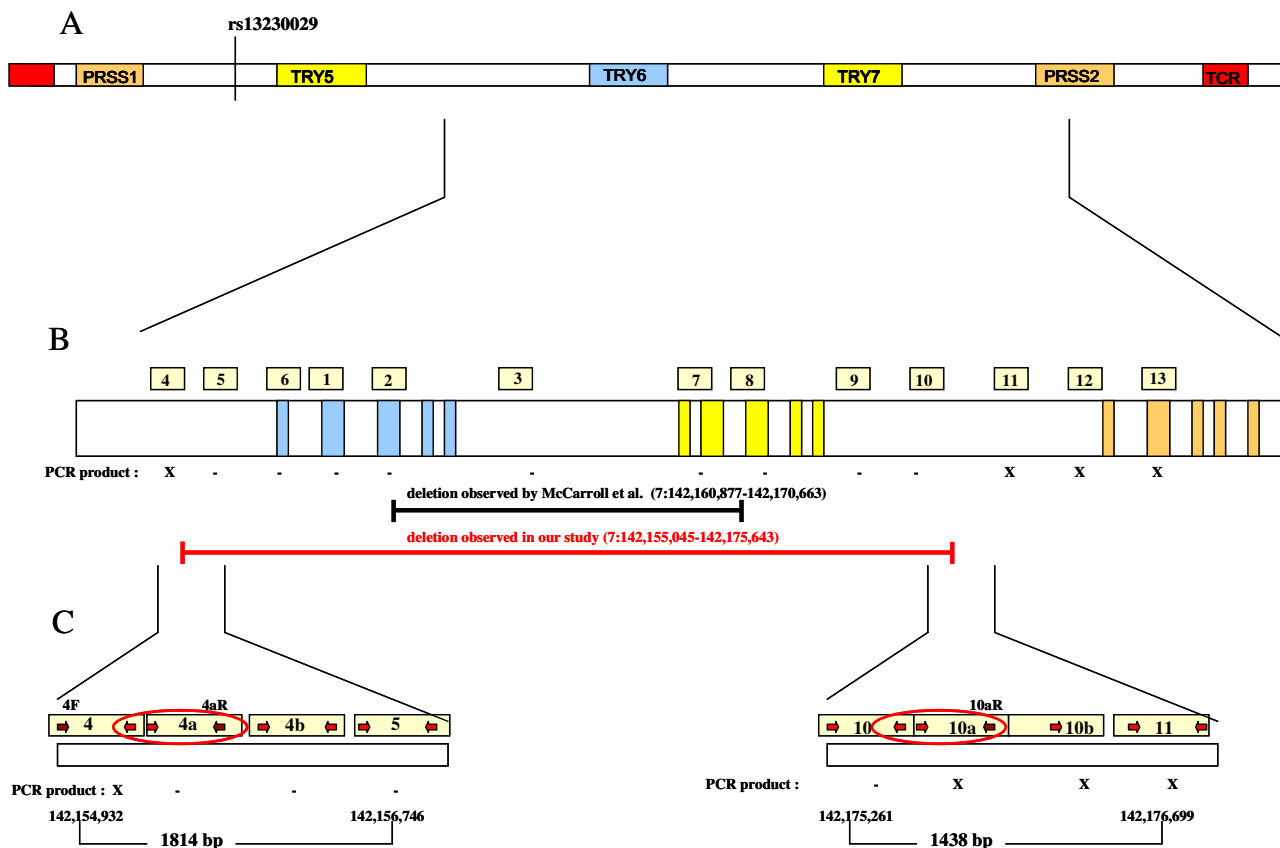 A
rs13230029
PRSS1 TRY5 TRY6 TRY7 PRSS2 TCR
B
4 5 6 1 2 3 7 8 9 10 11 12 13
PCR product : X - - - - - - - - - X X X
deletion observed by McCarroll et al. (7:142,160,877-142,170,663)
deletion observed in our study (7:142,155,045-142,175,643)
C
4F 4aR 10aR
4 4a 4b 5 10 10a 10b 11
PCR product : X - - - PCR product : - X X X
142,154,932 142,156,746 142,175,261 142,176,699
1814 bp 1438 bp